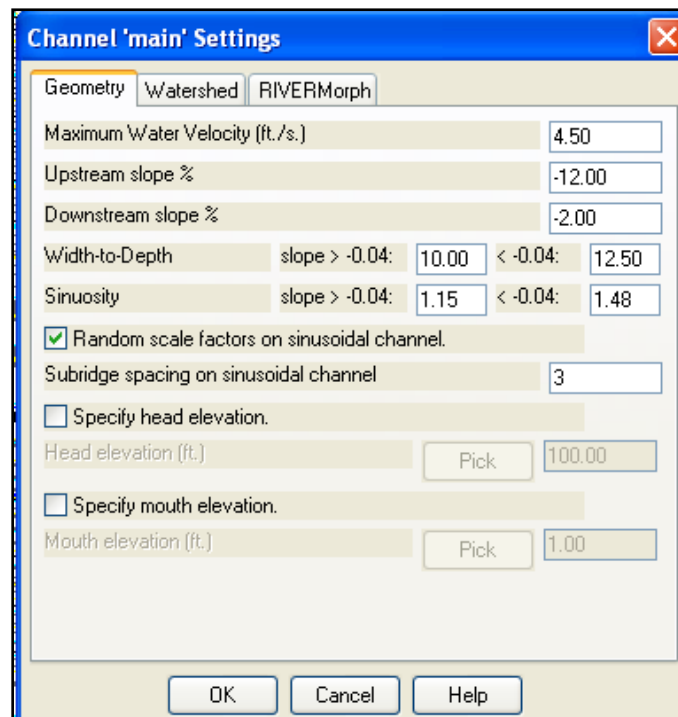 Channel 'main' Settings
Geometry Watershed RIVERMorph
Maximum Water Velocity (ft./s.) 4.50
Upstream slope % -12.00
Downstream slope % -2.00
Width-to-Depth slope > -0.04: 10.00 < -0.04: 12.50
Sinuosity slope > -0.04: 1.15 < -0.04: 1.48
Random scale factors on sinusoidal channel.
Subridge spacing on sinusoidal channel 3
Specify head elevation.
Head elevation (ft.) Pick 100.00
Specify mouth elevation.
Mouth elevation (ft.) Pick 1.00
OK Cancel Help